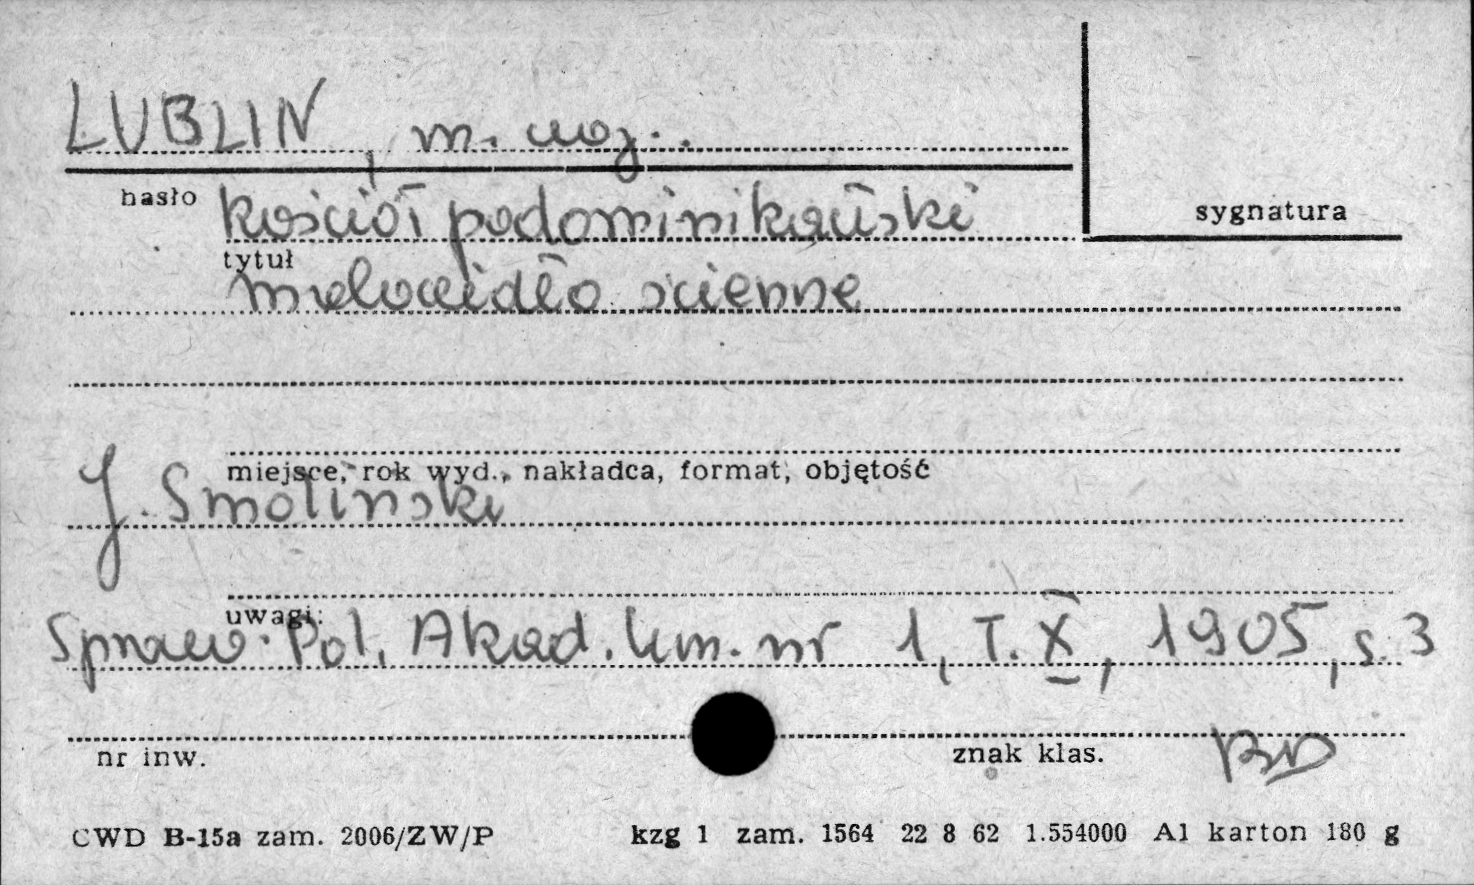 LUBLIN, m. woj.
hasło
sygnatura
kościół podominikański
tytuł
malowidło ścienne
miejsce, rok wyd., nakładca, format, objętość
J. Smoliński
uwagi:
Spraw. Pol. Akad. Um. nr 1, T. X, 1905, s. 3
nr inw.
znak klas.
BD
CWD B-15a zam. 2006/ZW/P kzg 1 zam. 1564 22 8 62 1.554000 A1 karton 180 g